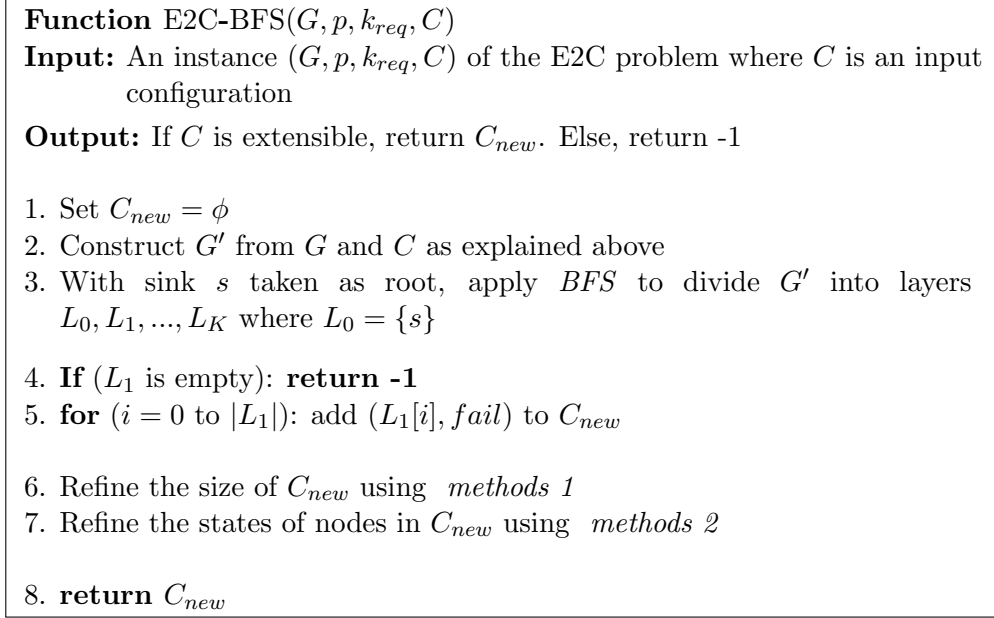 Function E2C-BFS(G, p, k_req, C)
Input: An instance (G, p, k_req, C) of the E2C problem where C is an input
configuration
Output: If C is extensible, return C_new. Else, return -1
1. Set C_new = ϕ
2. Construct G′ from G and C as explained above
3. With sink s taken as root, apply BFS to divide G′ into layers
L_0, L_1, ..., L_K where L_0 = {s}
4. If (L_1 is empty): return -1
5. for (i = 0 to |L_1|): add (L_1[i], fail) to C_new
6. Refine the size of C_new using methods 1
7. Refine the states of nodes in C_new using methods 2
8. return C_new